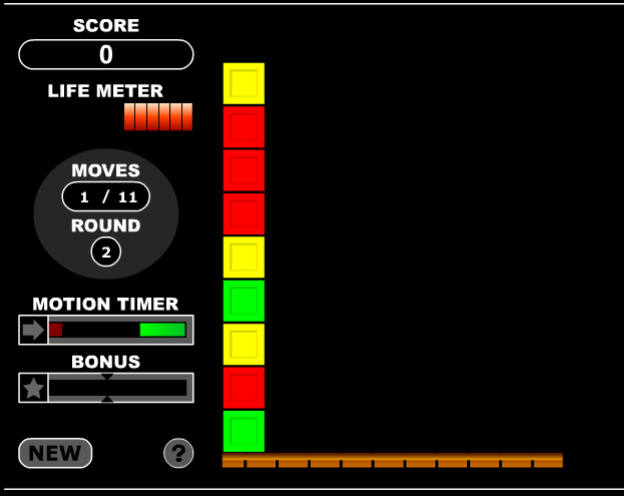 SCORE
0
LIFE METER
MOVES
1 / 11
ROUND
2
MOTION TIMER
BONUS
NEW
?